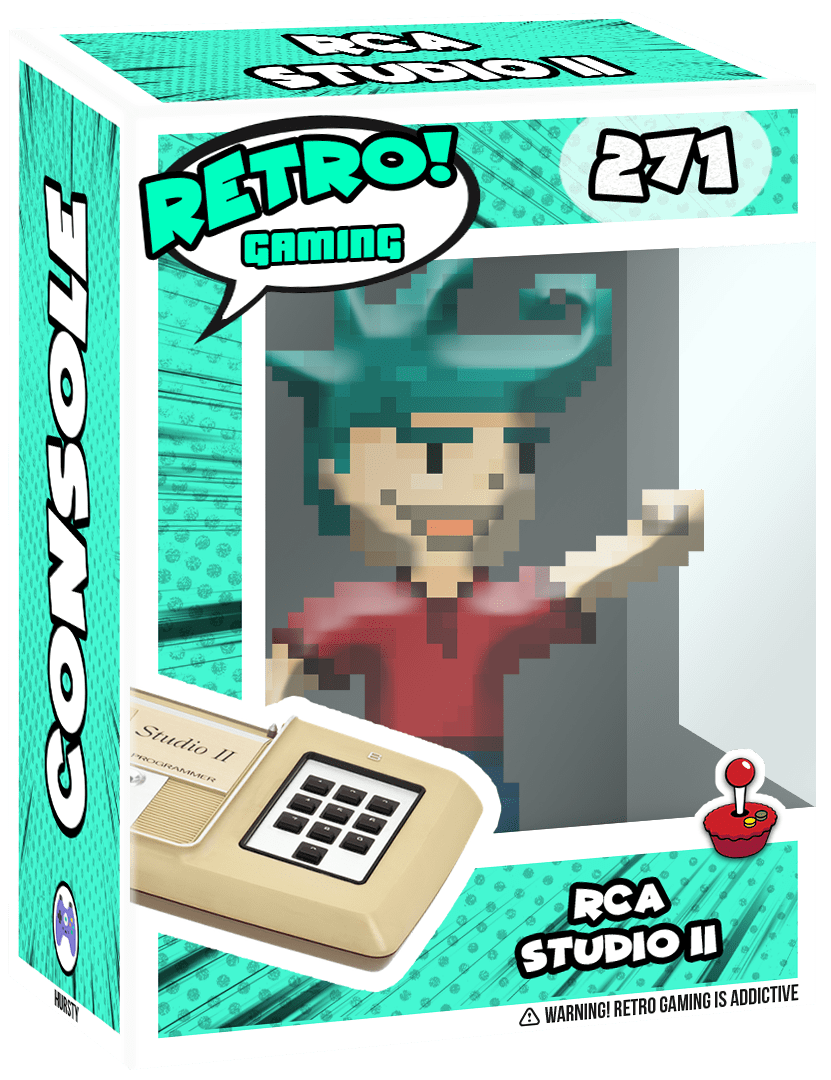 RCA
STUDIO II
RETRO!
GAMING
271
CONSOLE
Studio II
PROGRAMMER
B
RCA
STUDIO II
WARNING! RETRO GAMING IS ADDICTIVE
HURSTY